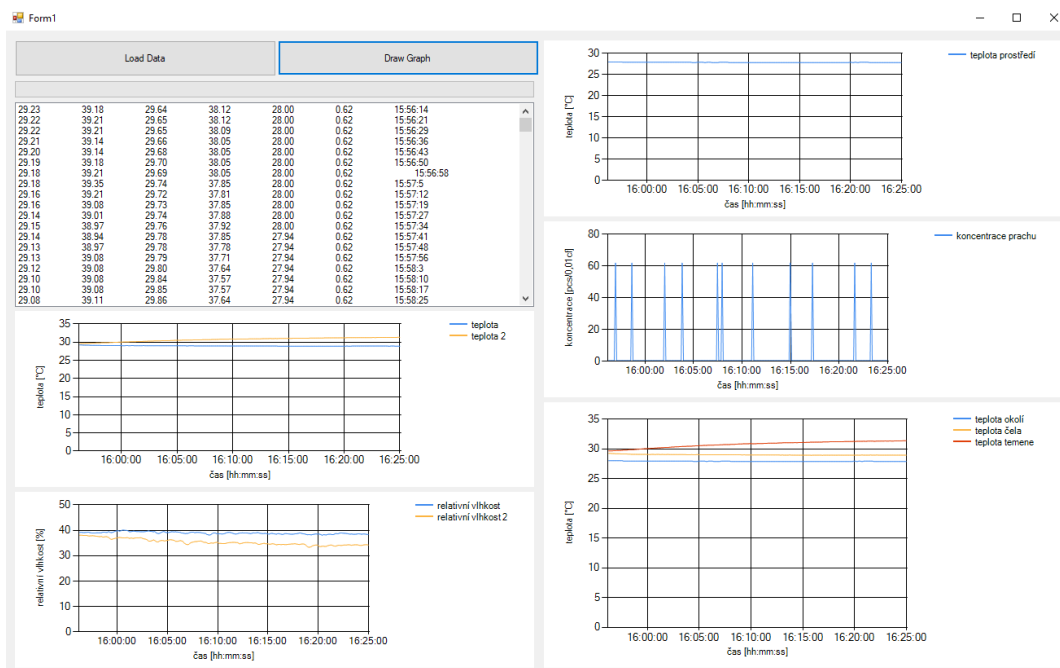 Form1
Load Data
Draw Graph
29.23 39.18 29.64 38.12 28.00 0.62 15:56:14
29.22 39.21 29.65 38.12 28.00 0.62 15:56:21
29.22 39.21 29.65 38.09 28.00 0.62 15:56:29
29.21 39.14 29.66 38.05 28.00 0.62 15:56:36
29.20 39.14 29.68 38.05 28.00 0.62 15:56:43
29.19 39.18 29.70 38.05 28.00 0.62 15:56:50
29.18 39.21 29.69 38.05 28.00 0.62 15:56:58
29.18 39.35 29.74 37.85 28.00 0.62 15:57:5
29.16 39.21 29.72 37.81 28.00 0.62 15:57:12
29.16 39.08 29.73 37.85 28.00 0.62 15:57:19
29.14 39.01 29.74 37.88 28.00 0.62 15:57:27
29.15 38.97 29.76 37.92 28.00 0.62 15:57:34
29.14 38.94 29.78 37.85 27.94 0.62 15:57:41
29.13 38.97 29.78 37.78 27.94 0.62 15:57:48
29.13 39.08 29.79 37.71 27.94 0.62 15:57:56
29.12 39.08 29.80 37.64 27.94 0.62 15:58:3
29.10 39.08 29.84 37.57 27.94 0.62 15:58:10
29.10 39.08 29.85 37.57 27.94 0.62 15:58:17
29.08 39.11 29.86 37.64 27.94 0.62 15:58:25
35
30
25
20
15
10
5
0
teplota [°C]
16:00:00 16:05:00 16:10:00 16:15:00 16:20:00 16:25:00
čas [hh:mm:ss]
teplota
teplota 2
50
40
30
20
10
0
relativní vlhkost [%]
16:00:00 16:05:00 16:10:00 16:15:00 16:20:00 16:25:00
čas [hh:mm:ss]
relativní vlhkost
relativní vlhkost 2
30
25
20
15
10
5
0
teplota [°C]
16:00:00 16:05:00 16:10:00 16:15:00 16:20:00 16:25:00
čas [hh:mm:ss]
teplota prostředí
80
60
40
20
0
koncentrace [pcs/0,01cf]
16:00:00 16:05:00 16:10:00 16:15:00 16:20:00 16:25:00
čas [hh:mm:ss]
koncentrace prachu
35
30
25
20
15
10
5
0
teplota [°C]
16:00:00 16:05:00 16:10:00 16:15:00 16:20:00 16:25:00
čas [hh:mm:ss]
teplota okolí
teplota čela
teplota temene